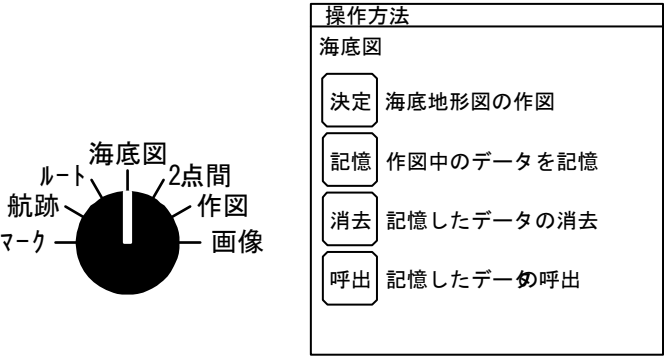 海底図
ルート
2点間
航跡
作図
マーク
画像
操作方法
海底図
決定 海底地形図の作図
記憶 作図中のデータを記憶
消去 記憶したデータの消去
呼出 記憶したデータの呼出